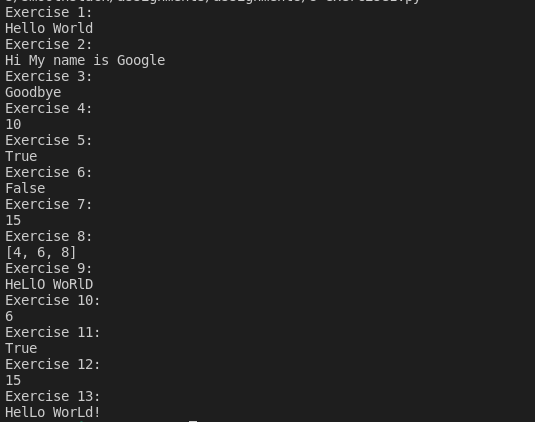 Exercise 1:
Hello World
Exercise 2:
Hi My name is Google
Exercise 3:
Goodbye
Exercise 4:
10
Exercise 5:
True
Exercise 6:
False
Exercise 7:
15
Exercise 8:
[4, 6, 8]
Exercise 9:
HeLlO WoRlD
Exercise 10:
6
Exercise 11:
True
Exercise 12:
15
Exercise 13:
HelLo WorLd!